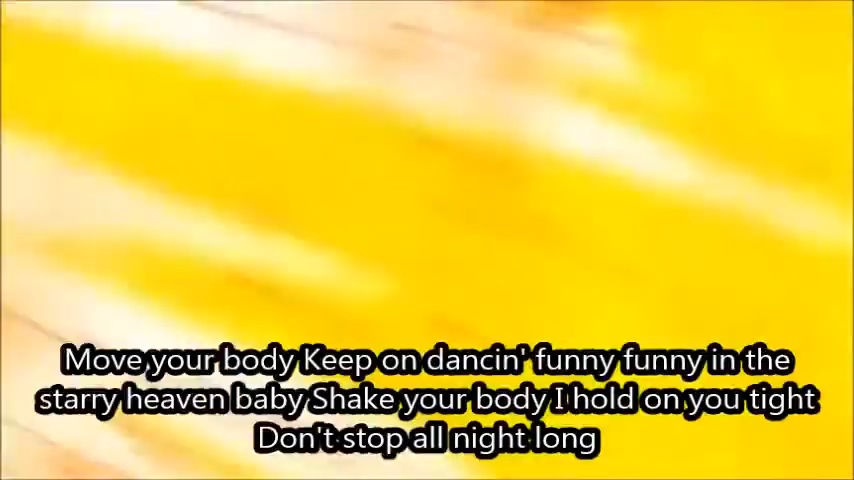 Move your body Keep on dancin' funny funny in the
starry heaven baby Shake your body I hold on you tight
Don't stop all night long